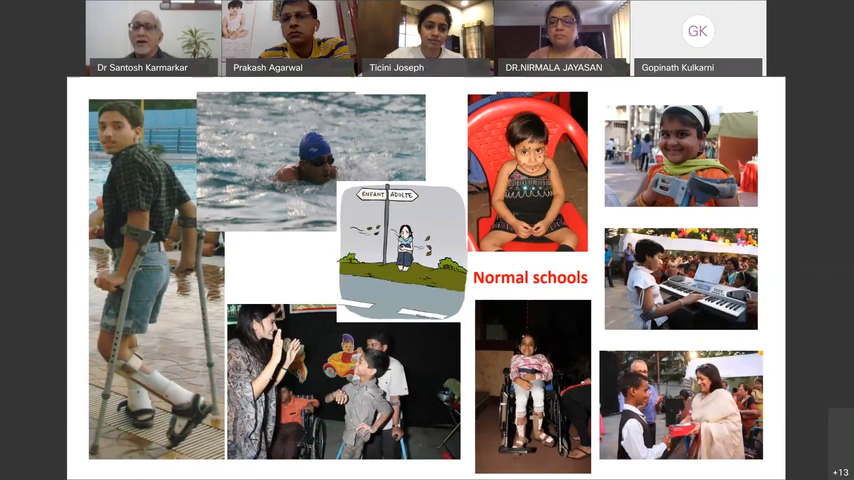 GK
Dr Santosh Karmarkar
Prakash Agarwal
Ticini Joseph
DR.NIRMALA JAYASAN
Gopinath Kulkarni
ENFANT ADULTE
Normal schools
+13